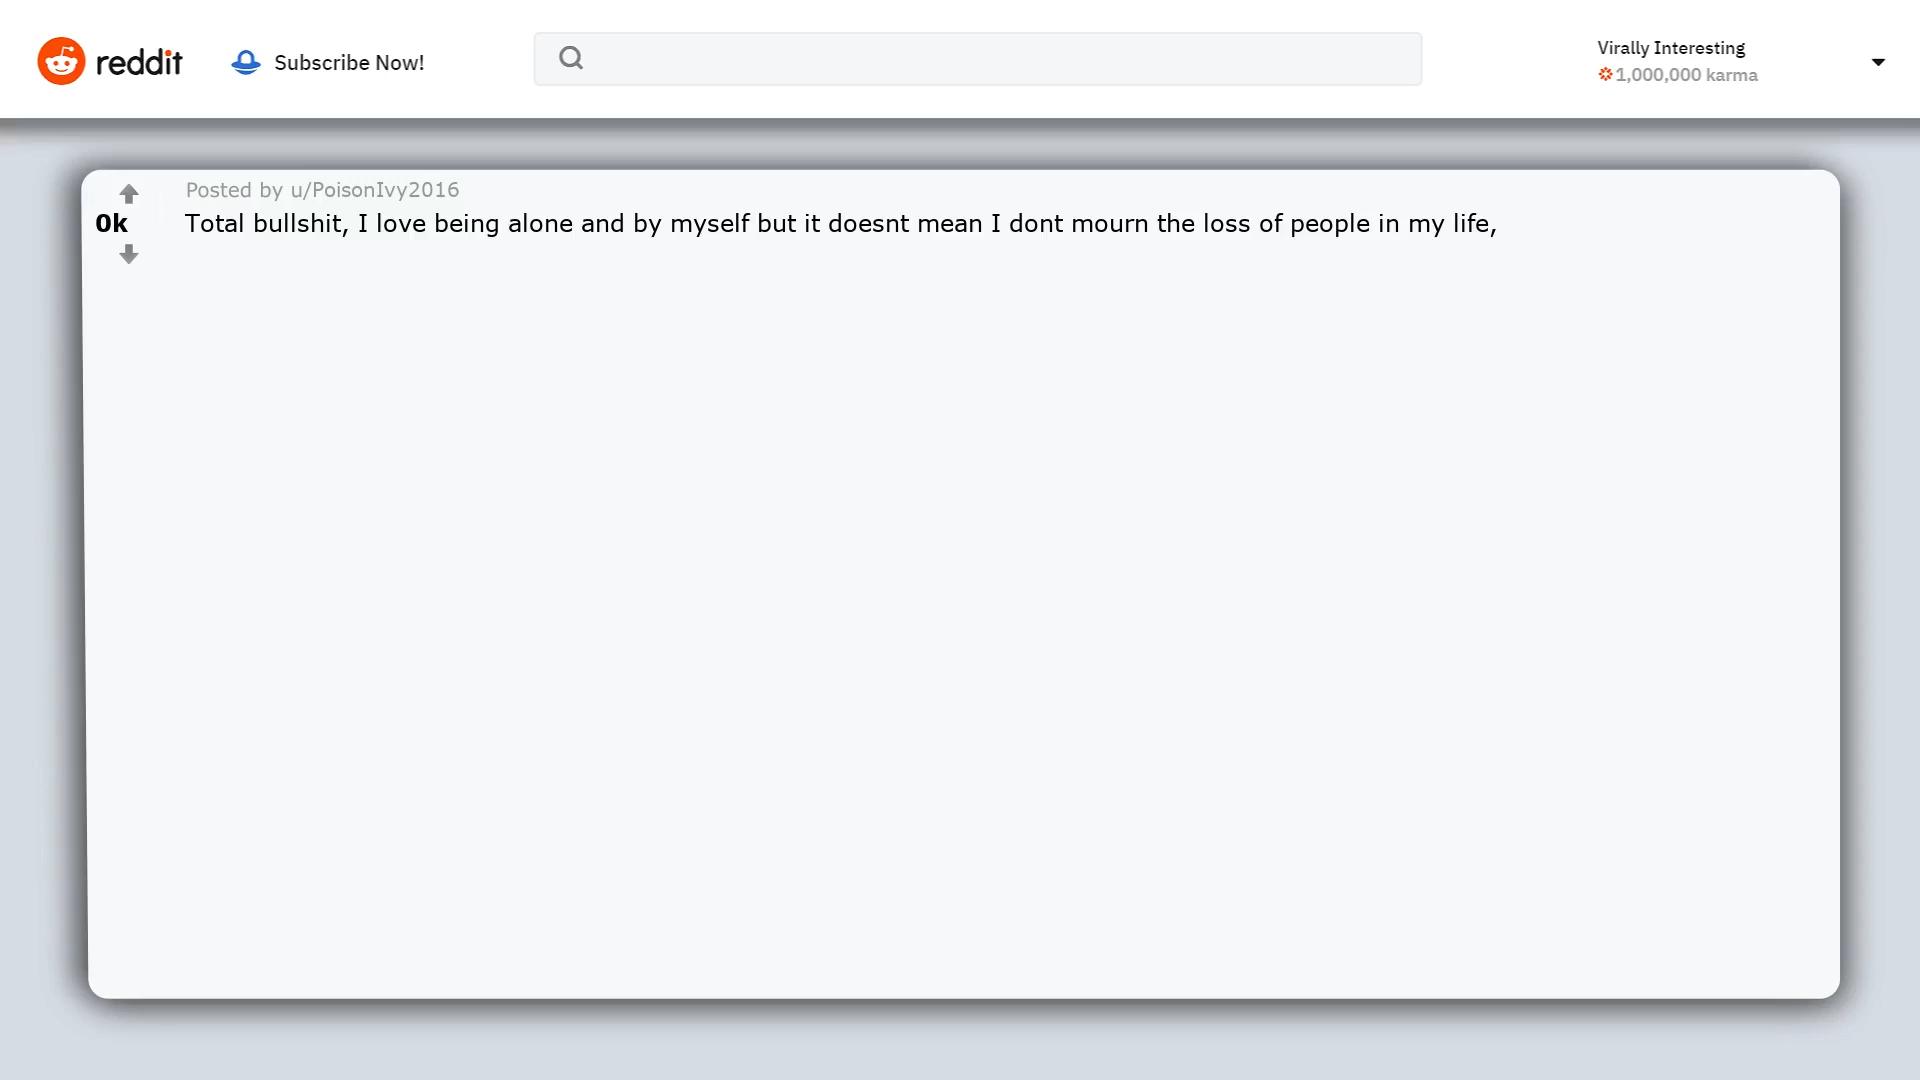 reddit
Subscribe Now!
Virally Interesting
1,000,000 karma
Posted by u/PoisonIvy2016
0k
Total bullshit, I love being alone and by myself but it doesnt mean I dont mourn the loss of people in my life,